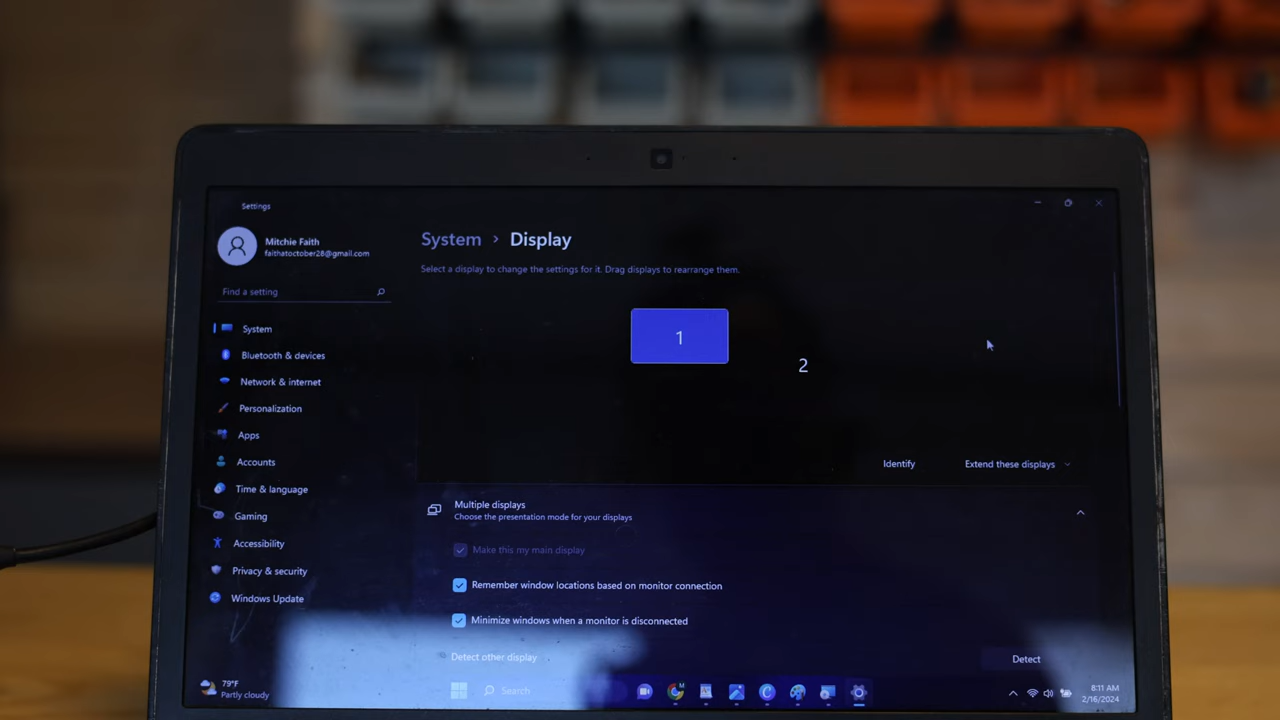 Settings
Mitchie Faith
faithatoctober28@gmail.com
Find a setting
System
Bluetooth & devices
Network & internet
Personalization
Apps
Accounts
Time & language
Gaming
Accessibility
Privacy & security
Windows Update
System > Display
Select a display to change the settings for it. Drag displays to rearrange them.
1
2
Identify
Extend these displays
Multiple displays
Choose the presentation mode for your displays
Make this my main display
Remember window locations based on monitor connection
Minimize windows when a monitor is disconnected
Detect other display
Detect
79°F
Partly cloudy
Search
8:11 AM
2/16/2024